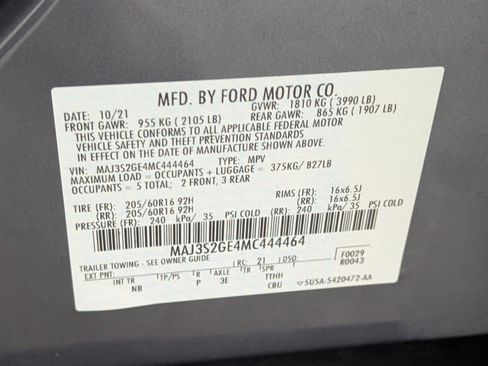 MFD. BY FORD MOTOR CO.
10/21 GVWR: 1810 KG ( 3990 LB)
FRONT GAWR: 955 KG ( 2105 LB) REAR GAWR: 865 KG ( 1907 LB)
THIS VEHICLE CONFORMS TO ALL APPLICABLE FEDERAL MOTOR
VEHICLE SAFETY AND THEFT PREVENTION STANDARDS
IN EFFECT ON THE DATE OF MANUFACTURE SHOWN ABOVE.
VIN: MAJ3S2GE4MC444464 TYPE: MPV
MAXIMUM LOAD = OCCUPANTS + LUGGAGE = 375KG/ 827LB
OCCUPANTS = 5 TOTAL; 2 FRONT, 3 REAR
TIRE (FR): 205/60R16 92H RIMS (FR): 16x6.5J
(RR): 205/60R16 92H (RR): 16x6.5J
PRESSURE (FR): 240 kPa/ 35 PSI COLD (RR): 240 kPa/ 35 PSI COLD
MAJ3S2GE4MC444464
TRAILER TOWING - SEE OWNER GUIDE RC: 21 F0029
EXT PNT: DSO: R0043
INT TR TP/PS R AXLE TR SPR TTHH
NB P 3E CBU SU5A-5420472-AA